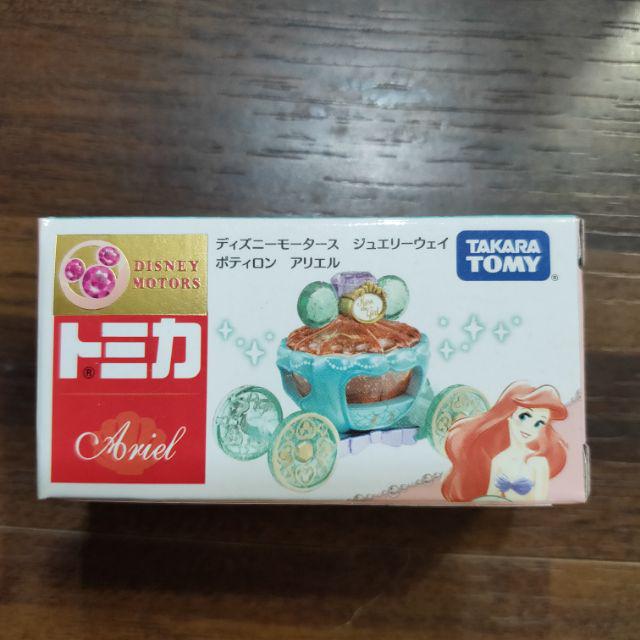 DISNEY
MOTORS
ディズニーモータース ジュエリーウェイ
ポティロン アリエル
TAKARA
TOMY®
トミカ®
Ariel